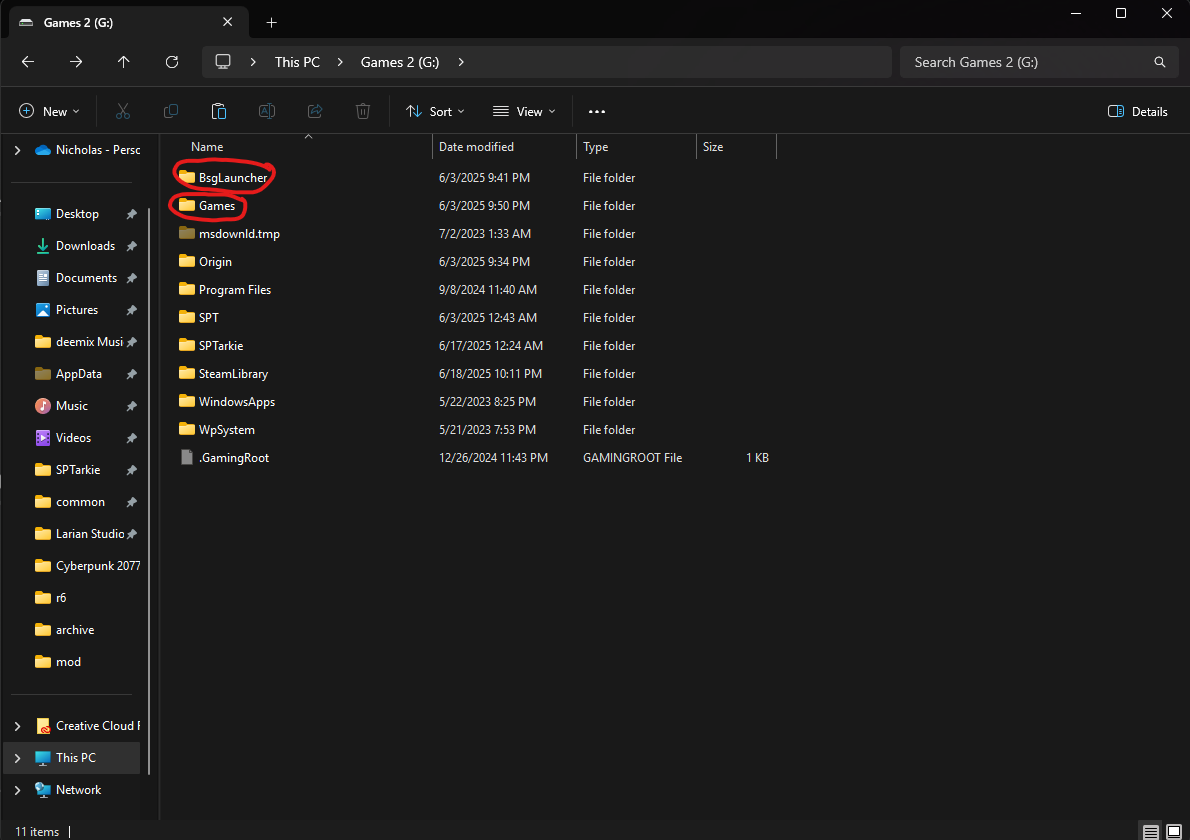 Games 2 (G:)
This PC > Games 2 (G:) >
Search Games 2 (G:)
New
Sort
View
Details
Name Date modified Type Size
BsgLauncher 6/3/2025 9:41 PM File folder
Games 6/3/2025 9:50 PM File folder
msdownld.tmp 7/2/2023 1:33 AM File folder
Origin 6/3/2025 9:34 PM File folder
Program Files 9/8/2024 11:40 AM File folder
SPT 6/3/2025 12:43 AM File folder
SPTarkie 6/17/2025 12:24 AM File folder
SteamLibrary 6/18/2025 10:11 PM File folder
WindowsApps 5/22/2023 8:25 PM File folder
WpSystem 5/21/2023 7:53 PM File folder
.GamingRoot 12/26/2024 11:43 PM GAMINGROOT File 1 KB
Nicholas - Perso
Desktop
Downloads
Documents
Pictures
deemix Musi
AppData
Music
Videos
SPTarkie
common
Larian Studio
Cyberpunk 2077
r6
archive
mod
Creative Cloud F
This PC
Network
11 items